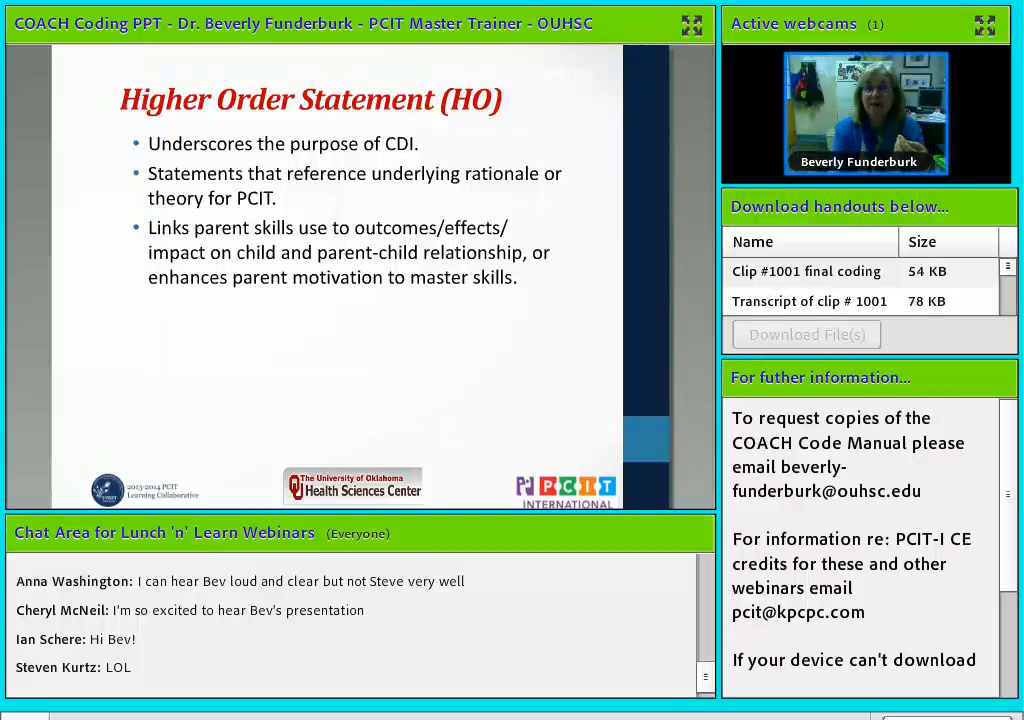 COACH Coding PPT - Dr. Beverly Funderburk - PCIT Master Trainer - OUHSC
Higher Order Statement (HO)
• Underscores the purpose of CDI.
• Statements that reference underlying rationale or
theory for PCIT.
• Links parent skills use to outcomes/effects/
impact on child and parent-child relationship, or
enhances parent motivation to master skills.
2013-2014 PCIT
Learning Collaborative
The University of Oklahoma
Health Sciences Center
PCIT
INTERNATIONAL
Active webcams (1)
Beverly Funderburk
Download handouts below...
Name Size
Clip #1001 final coding 54 KB
Transcript of clip # 1001 78 KB
Download File(s)
For futher information...
To request copies of the
COACH Code Manual please
email beverly-
funderburk@ouhsc.edu
For information re: PCIT-I CE
credits for these and other
webinars email
pcit@kpcpc.com
If your device can't download
Chat Area for Lunch 'n' Learn Webinars (Everyone)
Anna Washington: I can hear Bev loud and clear but not Steve very well
Cheryl McNeil: I'm so excited to hear Bev's presentation
Ian Schere: Hi Bev!
Steven Kurtz: LOL